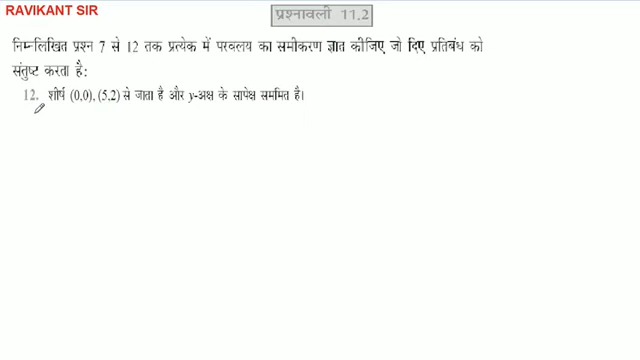 RAVIKANT SIR
प्रश्नावली 11.2
निम्नलिखित प्रश्न 7 से 12 तक प्रत्येक में परवलय का समीकरण ज्ञात कीजिए जो दिए प्रतिबंध को
संतुष्ट करता है:
12. शीर्ष (0,0), (5,2) से जाता है और y-अक्ष के सापेक्ष सममित है।